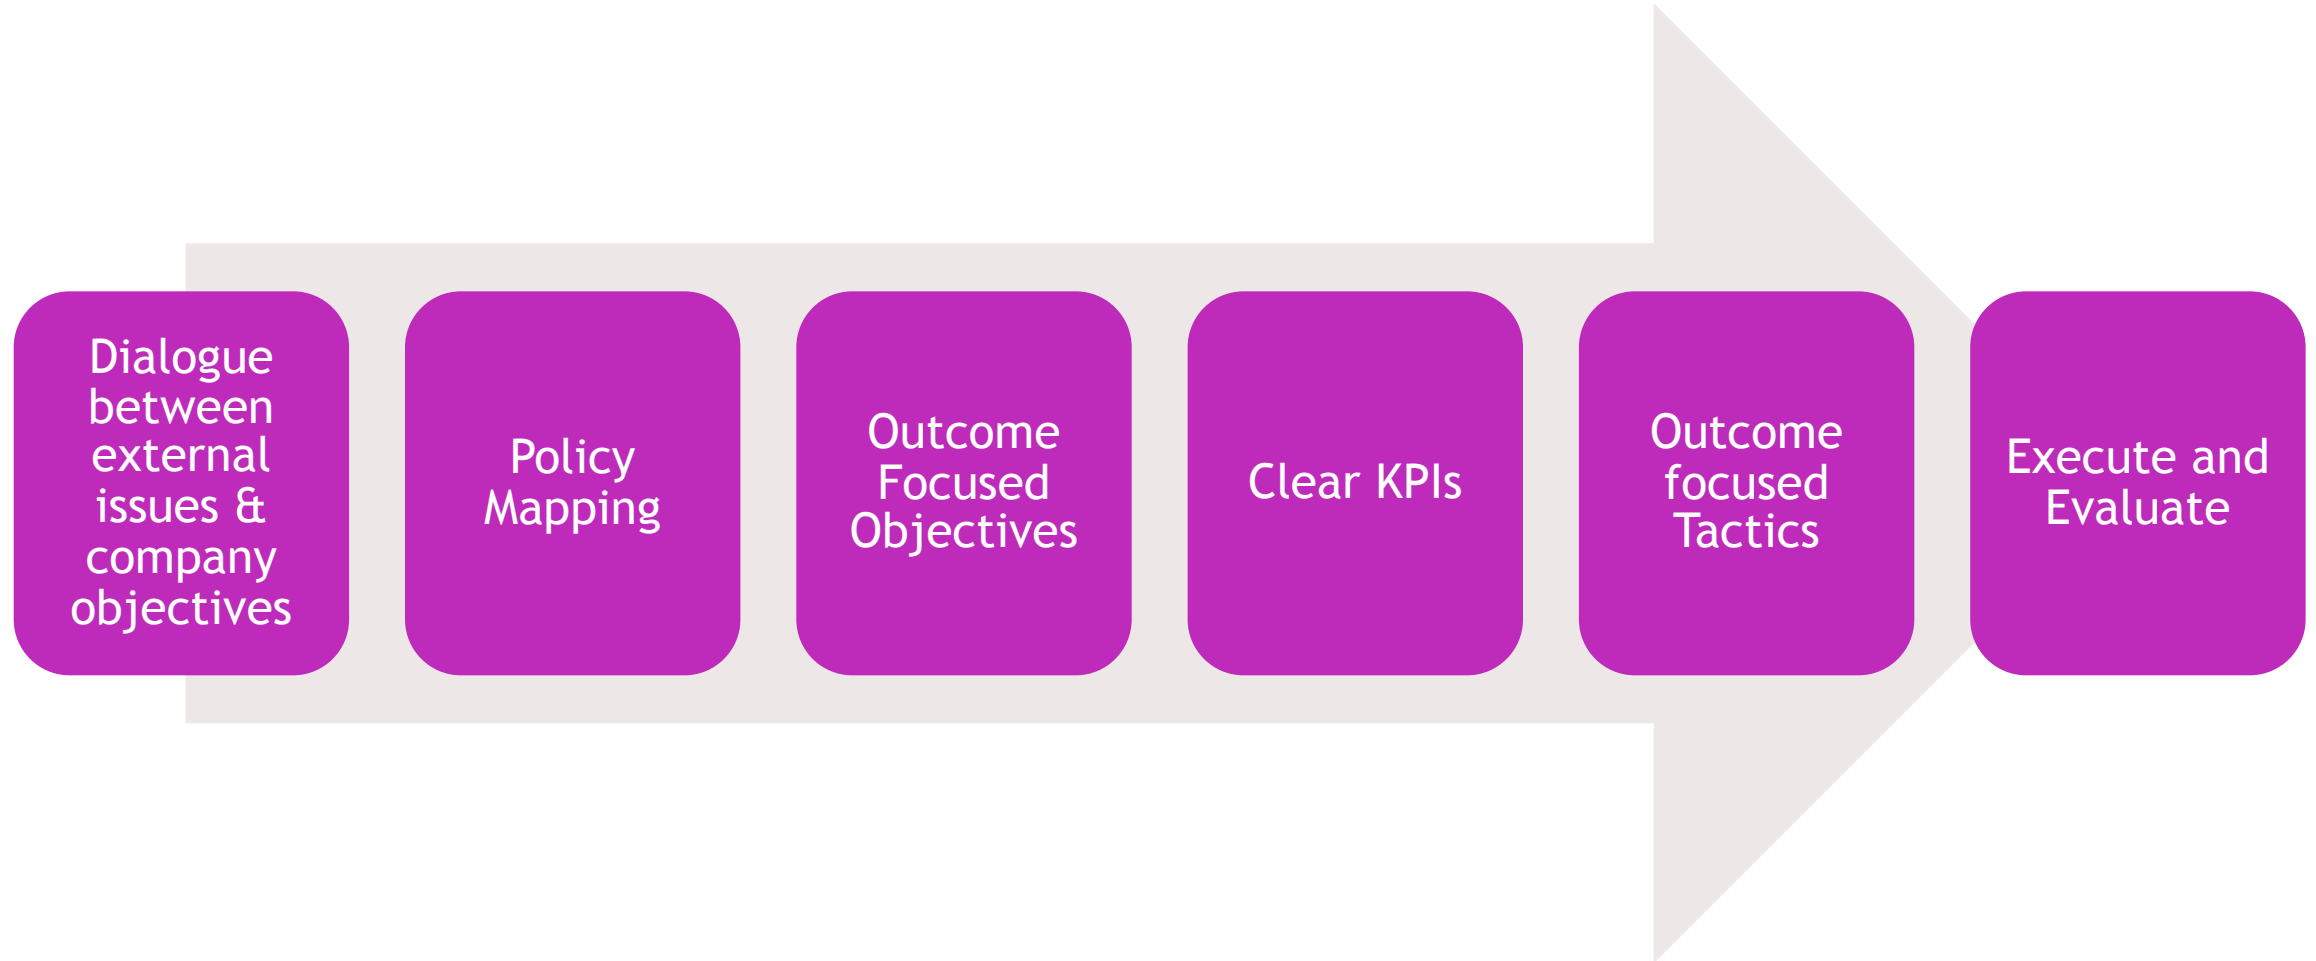 Dialogue
between
external
issues &
company
objectives
Policy
Mapping
Outcome
Focused
Objectives
Clear KPIs
Outcome
focused
Tactics
Execute and
Evaluate